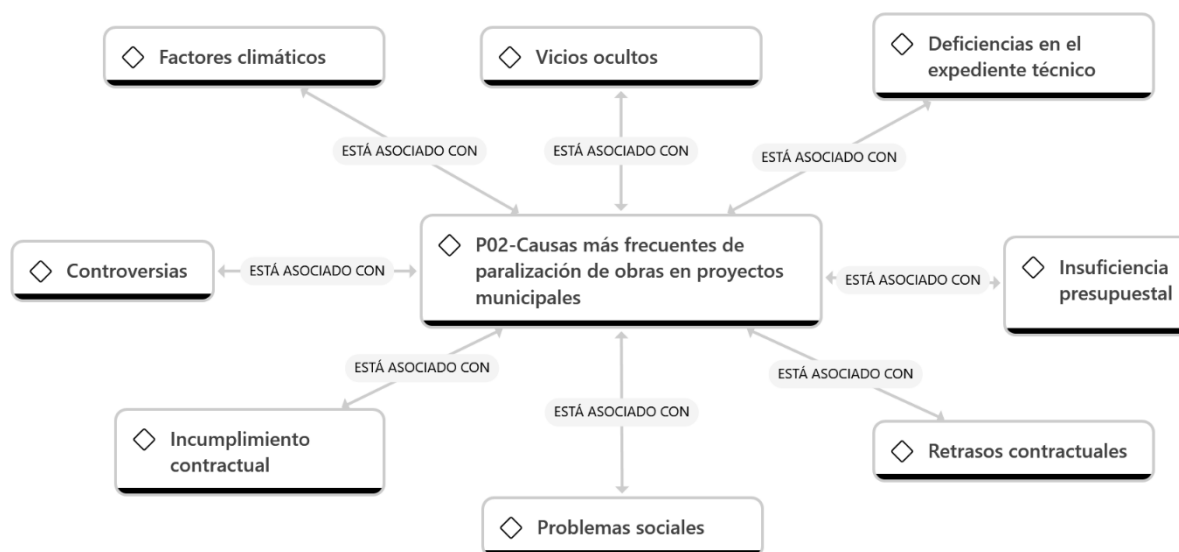 Factores climáticos
Vicios ocultos
Deficiencias en el
expediente técnico
ESTÁ ASOCIADO CON
ESTÁ ASOCIADO CON
ESTÁ ASOCIADO CON
Controversias
ESTÁ ASOCIADO CON
P02-Causas más frecuentes de
paralización de obras en proyectos
municipales
ESTÁ ASOCIADO CON
Insuficiencia
presupuestal
ESTÁ ASOCIADO CON
ESTÁ ASOCIADO CON
ESTÁ ASOCIADO CON
Incumplimiento
contractual
Retrasos contractuales
Problemas sociales